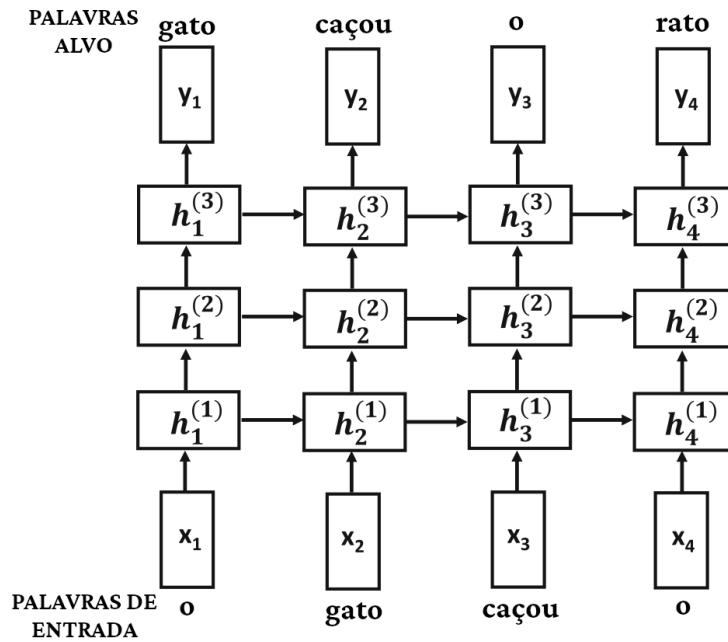 PALAVRAS ALVO
gato caçou o rato
y₁ y₂ y₃ y₄
h₁⁽³⁾ h₂⁽³⁾ h₃⁽³⁾ h₄⁽³⁾
h₁⁽²⁾ h₂⁽²⁾ h₃⁽²⁾ h₄⁽²⁾
h₁⁽¹⁾ h₂⁽¹⁾ h₃⁽¹⁾ h₄⁽¹⁾
x₁ x₂ x₃ x₄
PALAVRAS DE ENTRADA
o gato caçou o